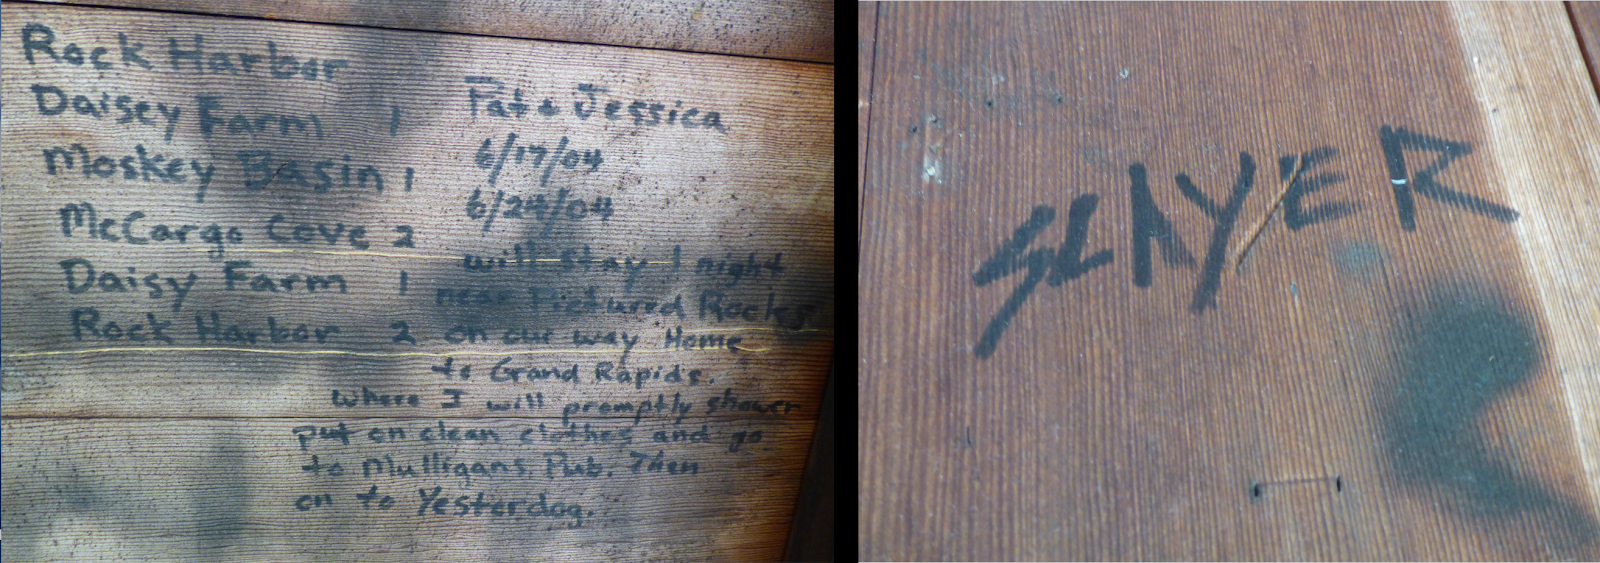 Rock Harbor
Daisey Farm 1
Moskey Basin 1
McCargo Cove 2
Daisy Farm 1
Rock Harbor 2
Pat & Jessica
6/17/04
6/24/04
will stay 1 night
near Pictured Rocks
on our way Home
to Grand Rapids.
where I will promptly shower
put on clean clothes and go
to Mulligans Pub. Then
on to Yesterdog.
SLAYER